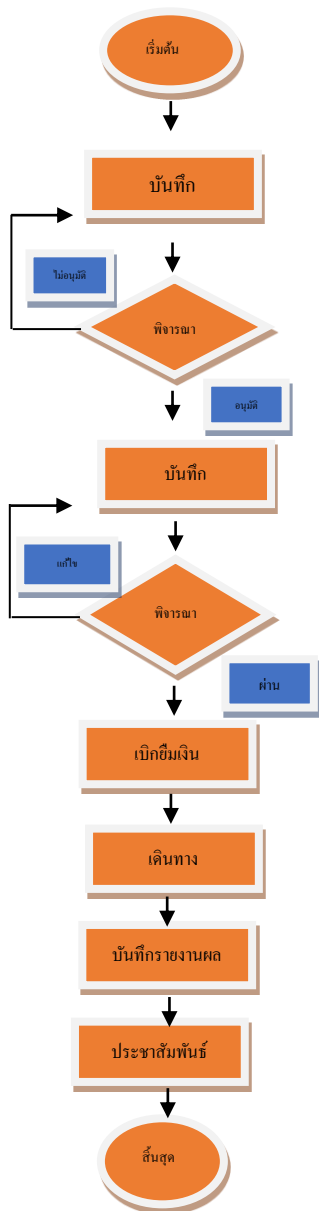 เริ่มต้น
บันทึก
ไม่อนุมัติ
พิจารณา
อนุมัติ
บันทึก
แก้ไข
พิจารณา
ผ่าน
เบิกยืมเงิน
เดินทาง
บันทึกรายงานผล
ประชาสัมพันธ์
สิ้นสุด